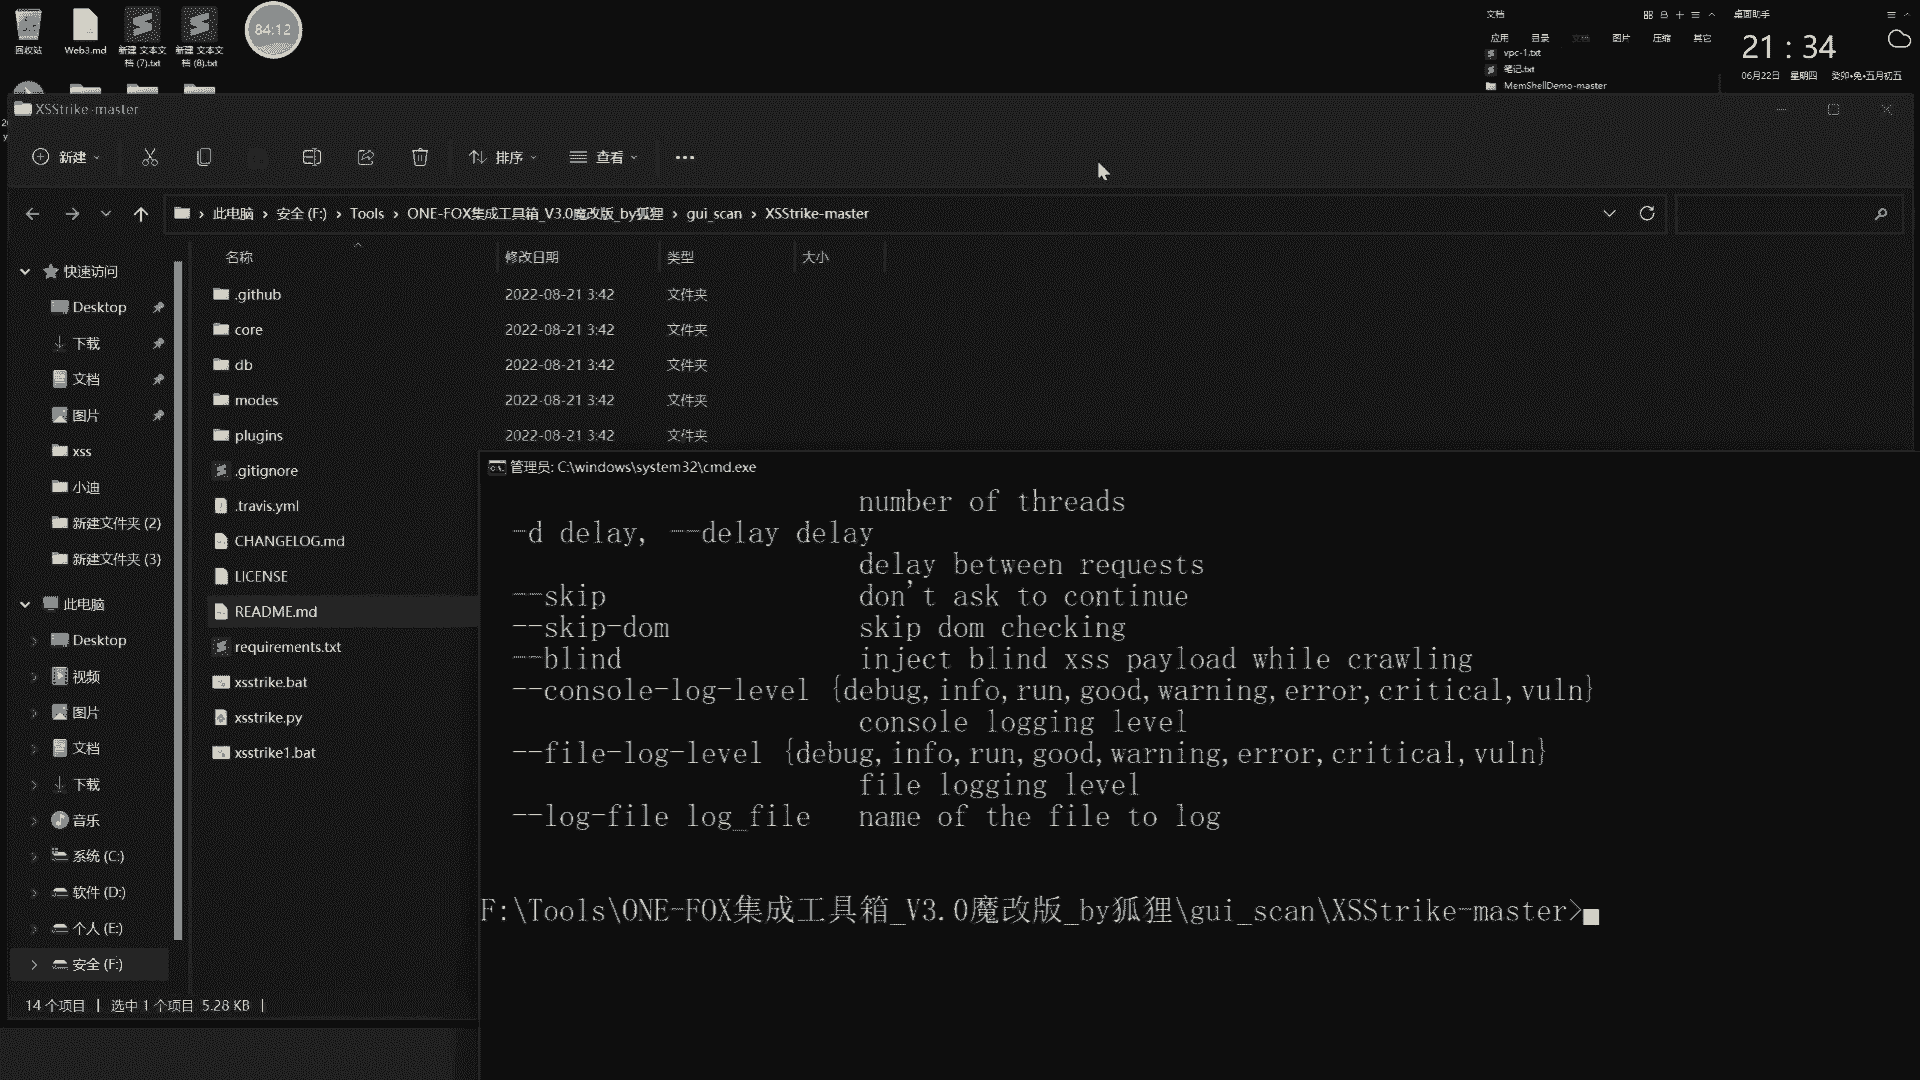 回收站
Web3.md
新建 文本文档 (7).txt
新建 文本文档 (8).txt
84:12
文档
桌面助手
应用 目录 文档 图片 压缩 其它
vpc-1.txt
笔记.txt
MemShellDemo-master
21 : 34
06月22日 星期四 癸卯•兔•五月初五
XSStrike-master
新建
排序
查看
此电脑 › 安全 (F:) › Tools › ONE-FOX集成工具箱_V3.0魔改版_by狐狸 › gui_scan › XSStrike-master
名称 修改日期 类型 大小
快速访问
Desktop
下载
文档
图片
xss
小迪
新建文件夹 (2)
新建文件夹 (3)
此电脑
Desktop
视频
图片
文档
下载
音乐
系统 (C:)
软件 (D:)
个人 (E:)
安全 (F:)
.github 2022-08-21 3:42 文件夹
core 2022-08-21 3:42 文件夹
db 2022-08-21 3:42 文件夹
modes 2022-08-21 3:42 文件夹
plugins 2022-08-21 3:42 文件夹
.gitignore
.travis.yml
CHANGELOG.md
LICENSE
README.md
requirements.txt
xsstrike.bat
xsstrike.py
xsstrike1.bat
14 个项目 | 选中 1 个项目 5.28 KB |
管理员: C:\windows\system32\cmd.exe
number of threads
-d delay, --delay delay
delay between requests
--skip don't ask to continue
--skip-dom skip dom checking
--blind inject blind xss payload while crawling
--console-log-level {debug,info,run,good,warning,error,critical,vuln}
console logging level
--file-log-level {debug,info,run,good,warning,error,critical,vuln}
file logging level
--log-file log_file name of the file to log
F:\Tools\ONE-FOX集成工具箱_V3.0魔改版_by狐狸\gui_scan\XSStrike-master>